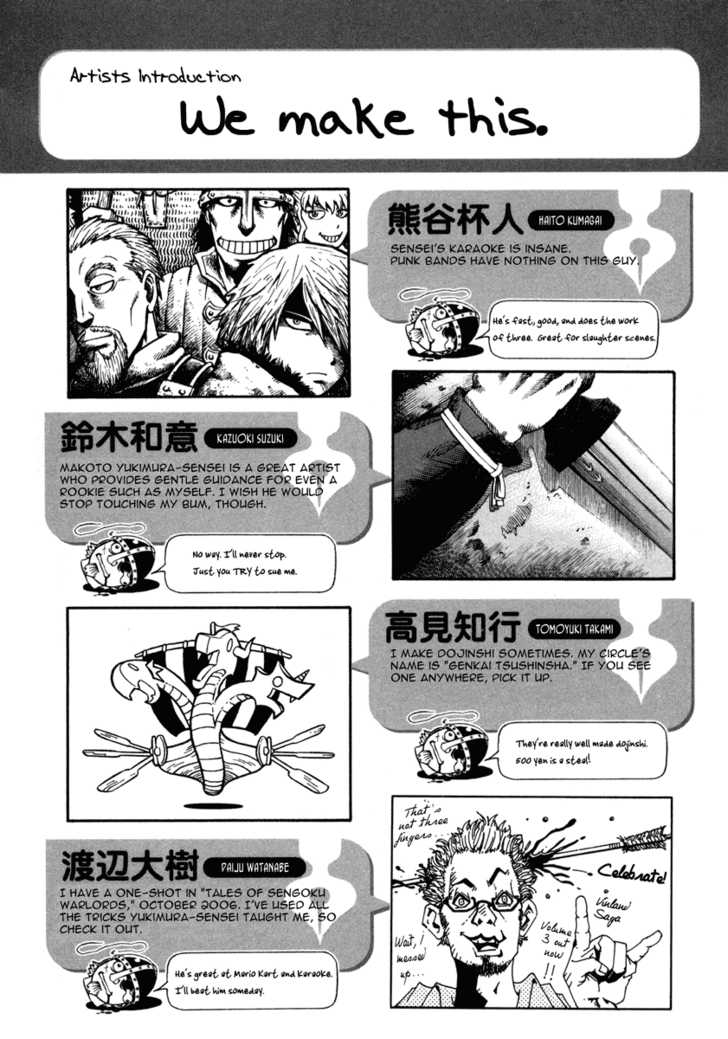 Artists Introduction
We make this.
熊谷杯人 HAITO KUMAGAI
SENSEI'S KARAOKE IS INSANE.
PUNK BANDS HAVE NOTHING ON THIS GUY.
He's fast, good, and does the work
of three. Great for slaughter scenes.
鈴木和意 KAZUOKI SUZUKI
MAKOTO YUKIMURA-SENSEI IS A GREAT ARTIST
WHO PROVIDES GENTLE GUIDANCE FOR EVEN A
ROOKIE SUCH AS MYSELF. I WISH HE WOULD
STOP TOUCHING MY BUM, THOUGH.
No way. I'll never stop.
Just you TRY to sue me.
高見知行 TOMOYUKI TAKAMI
I MAKE DOJINSHI SOMETIMES. MY CIRCLE'S
NAME IS "GENKAI TSUSHINSHA." IF YOU SEE
ONE ANYWHERE, PICK IT UP.
They're really well made dojinshi.
500 yen is a steal!
渡辺大樹 DAIJU WATANABE
I HAVE A ONE-SHOT IN "TALES OF SENGOKU
WARLORDS," OCTOBER 2006. I'VE USED ALL
THE TRICKS YUKIMURA-SENSEI TAUGHT ME, SO
CHECK IT OUT.
He's great at Mario Kart and Karaoke.
I'll beat him someday.
That's
not three
fingers...
Celebrate!
Vinland
Saga
Volume
3 out
now
!!
Wait, I
messed
up...